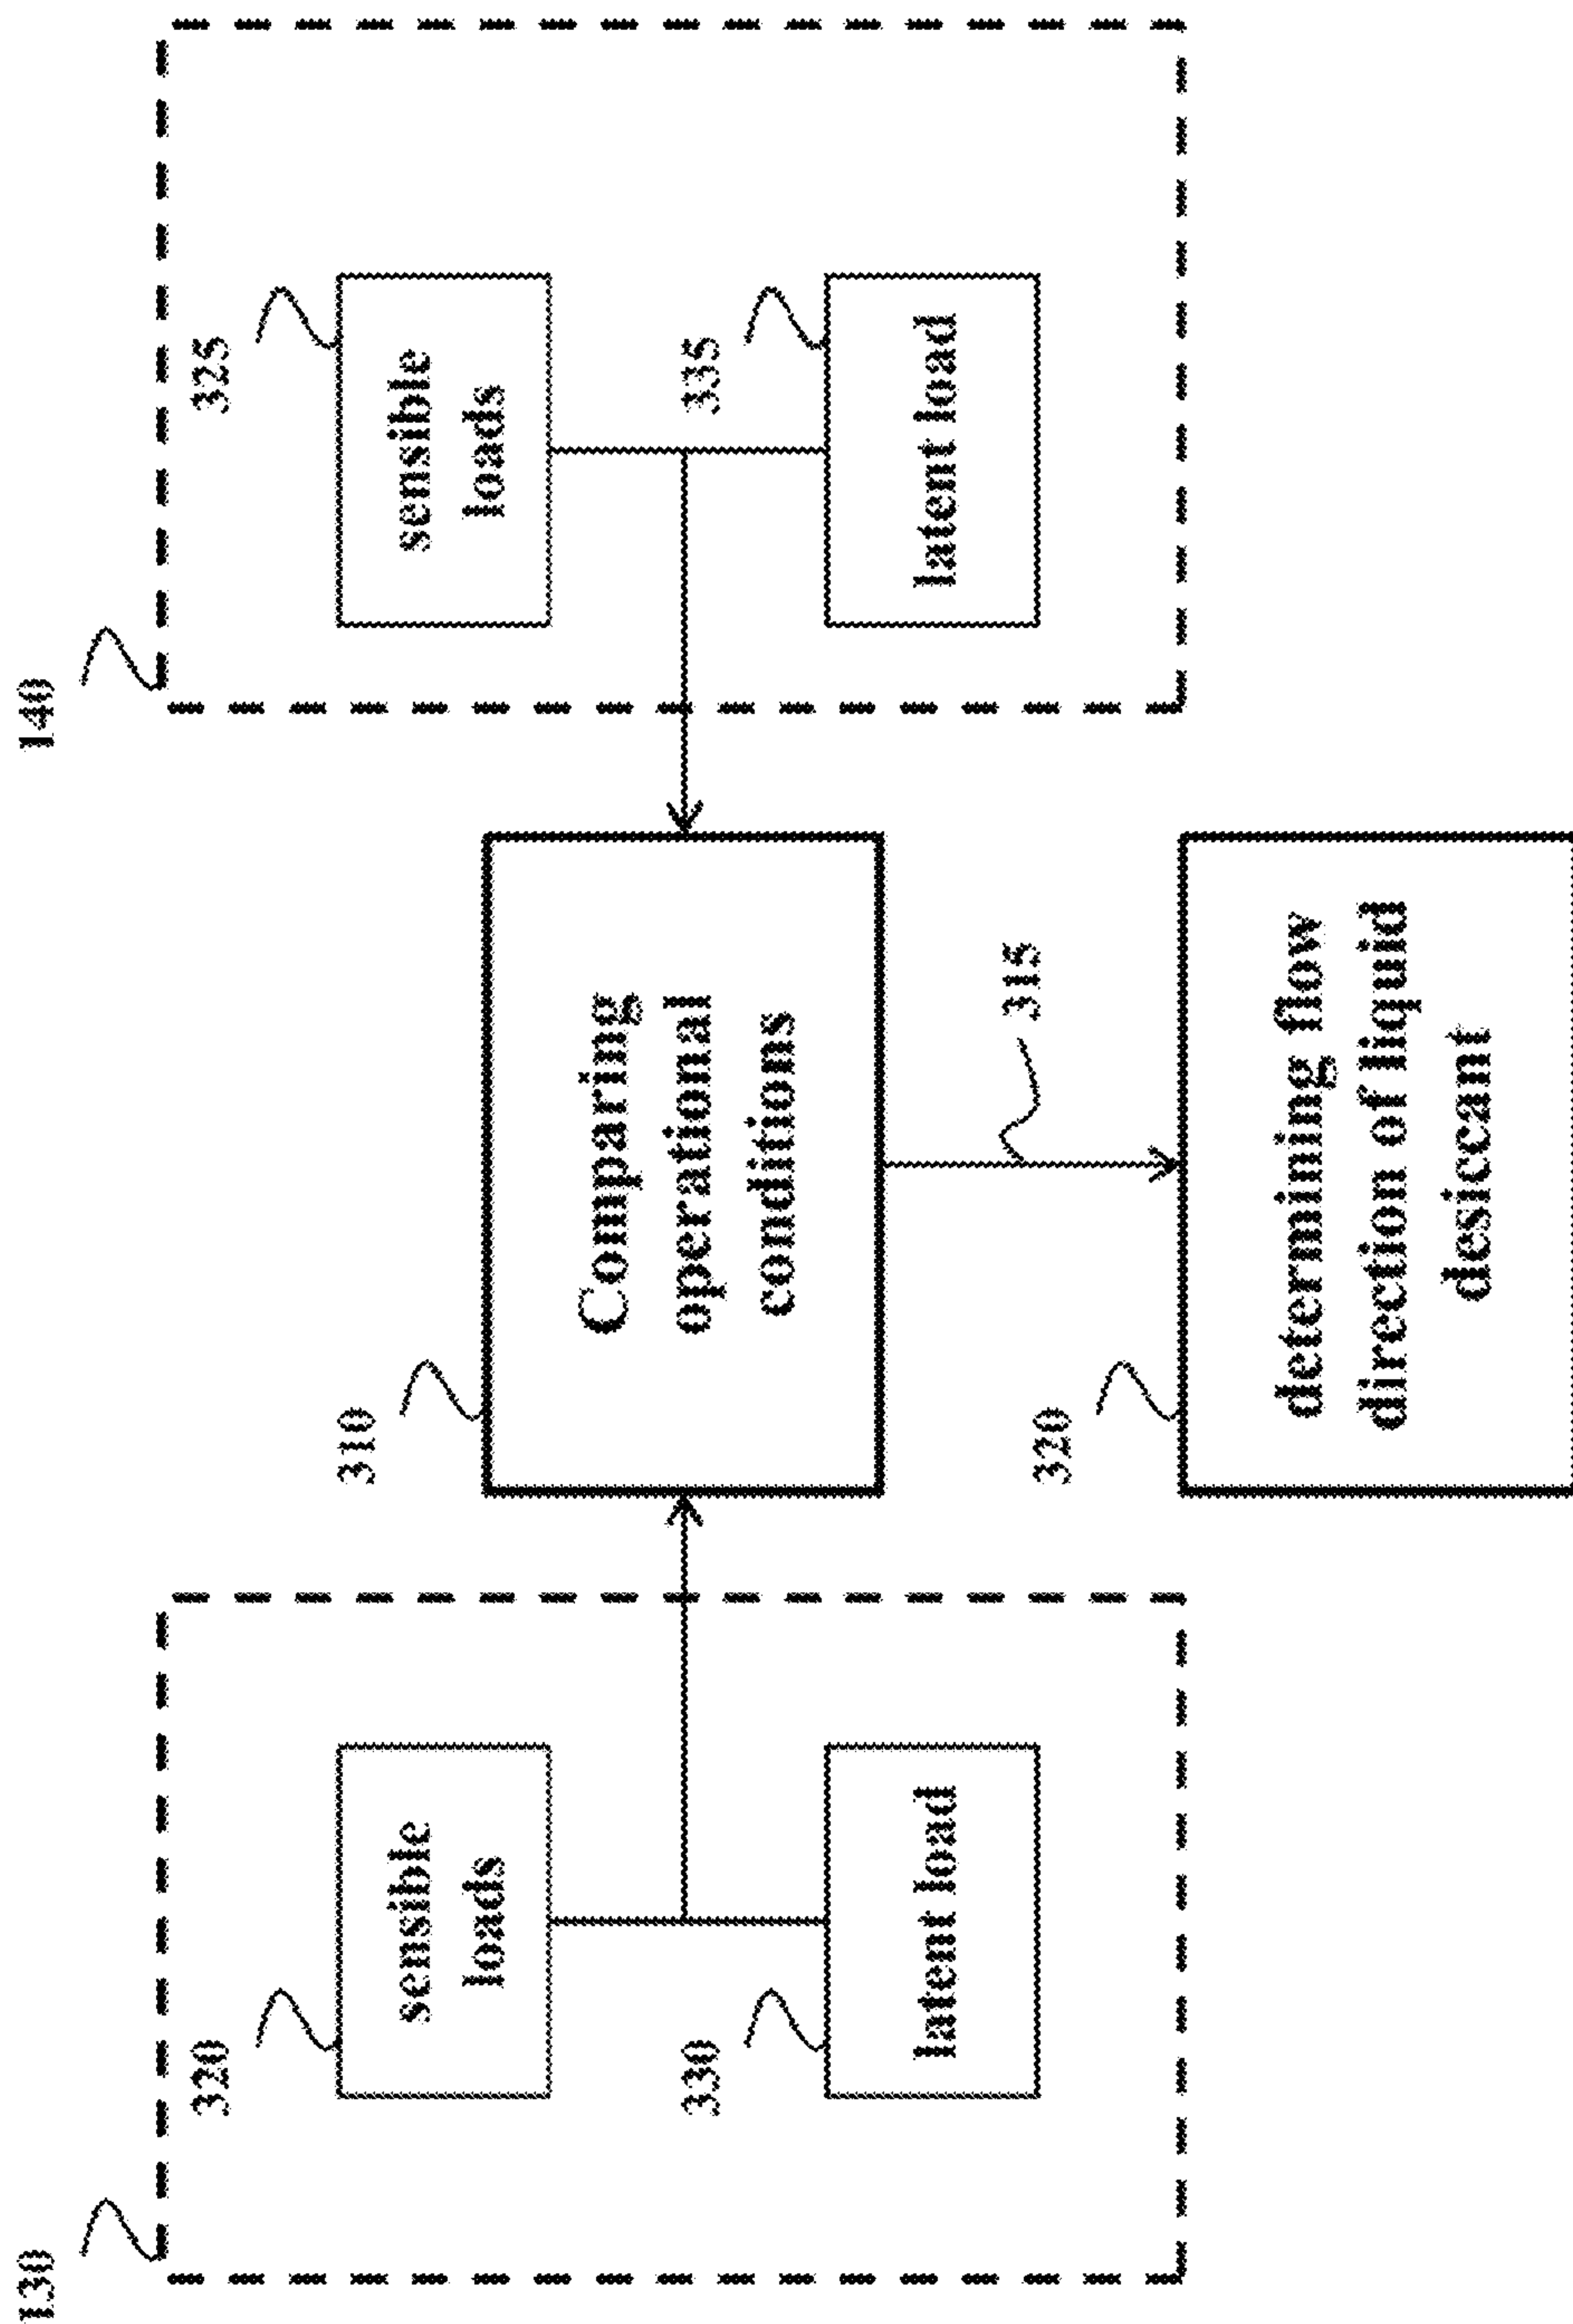 130
140
320
sensible
loads
330
latent load
310
Comparing
operational
conditions
325
sensible
loads
335
latent load
315
320
determining flow
direction of liquid
desiccant